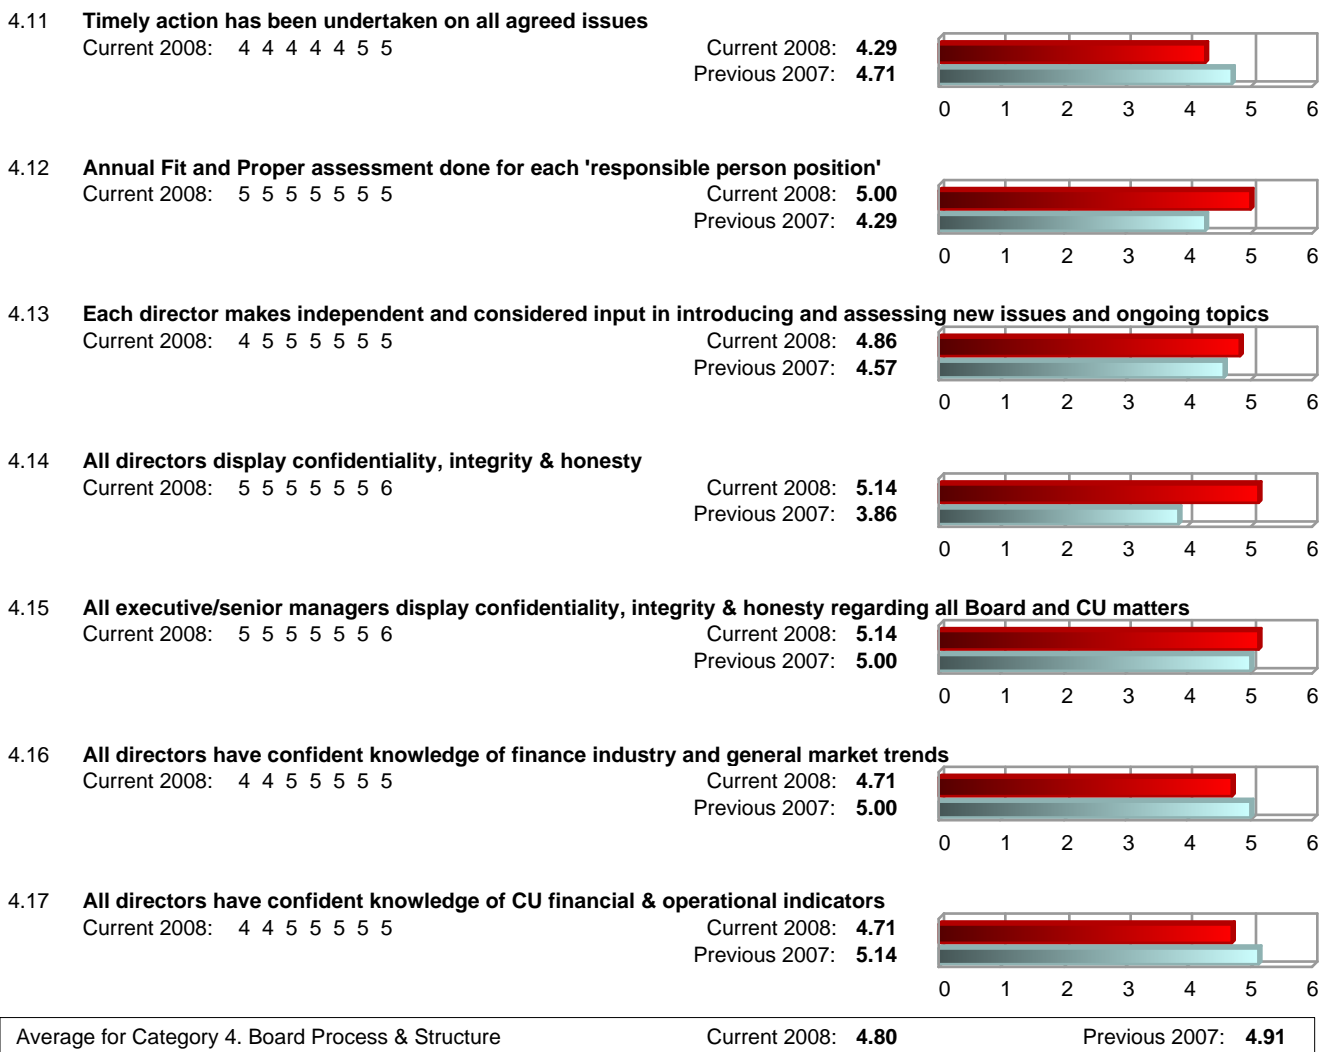 4.11 Timely action has been undertaken on all agreed issues
Current 2008: 4 4 4 4 4 5 5 Current 2008: 4.29
Previous 2007: 4.71
0 1 2 3 4 5 6
4.12 Annual Fit and Proper assessment done for each 'responsible person position'
Current 2008: 5 5 5 5 5 5 5 Current 2008: 5.00
Previous 2007: 4.29
0 1 2 3 4 5 6
4.13 Each director makes independent and considered input in introducing and assessing new issues and ongoing topics
Current 2008: 4 5 5 5 5 5 5 Current 2008: 4.86
Previous 2007: 4.57
0 1 2 3 4 5 6
4.14 All directors display confidentiality, integrity & honesty
Current 2008: 5 5 5 5 5 5 6 Current 2008: 5.14
Previous 2007: 3.86
0 1 2 3 4 5 6
4.15 All executive/senior managers display confidentiality, integrity & honesty regarding all Board and CU matters
Current 2008: 5 5 5 5 5 5 6 Current 2008: 5.14
Previous 2007: 5.00
0 1 2 3 4 5 6
4.16 All directors have confident knowledge of finance industry and general market trends
Current 2008: 4 4 5 5 5 5 5 Current 2008: 4.71
Previous 2007: 5.00
0 1 2 3 4 5 6
4.17 All directors have confident knowledge of CU financial & operational indicators
Current 2008: 4 4 5 5 5 5 5 Current 2008: 4.71
Previous 2007: 5.14
0 1 2 3 4 5 6
Average for Category 4. Board Process & Structure Current 2008: 4.80 Previous 2007: 4.91